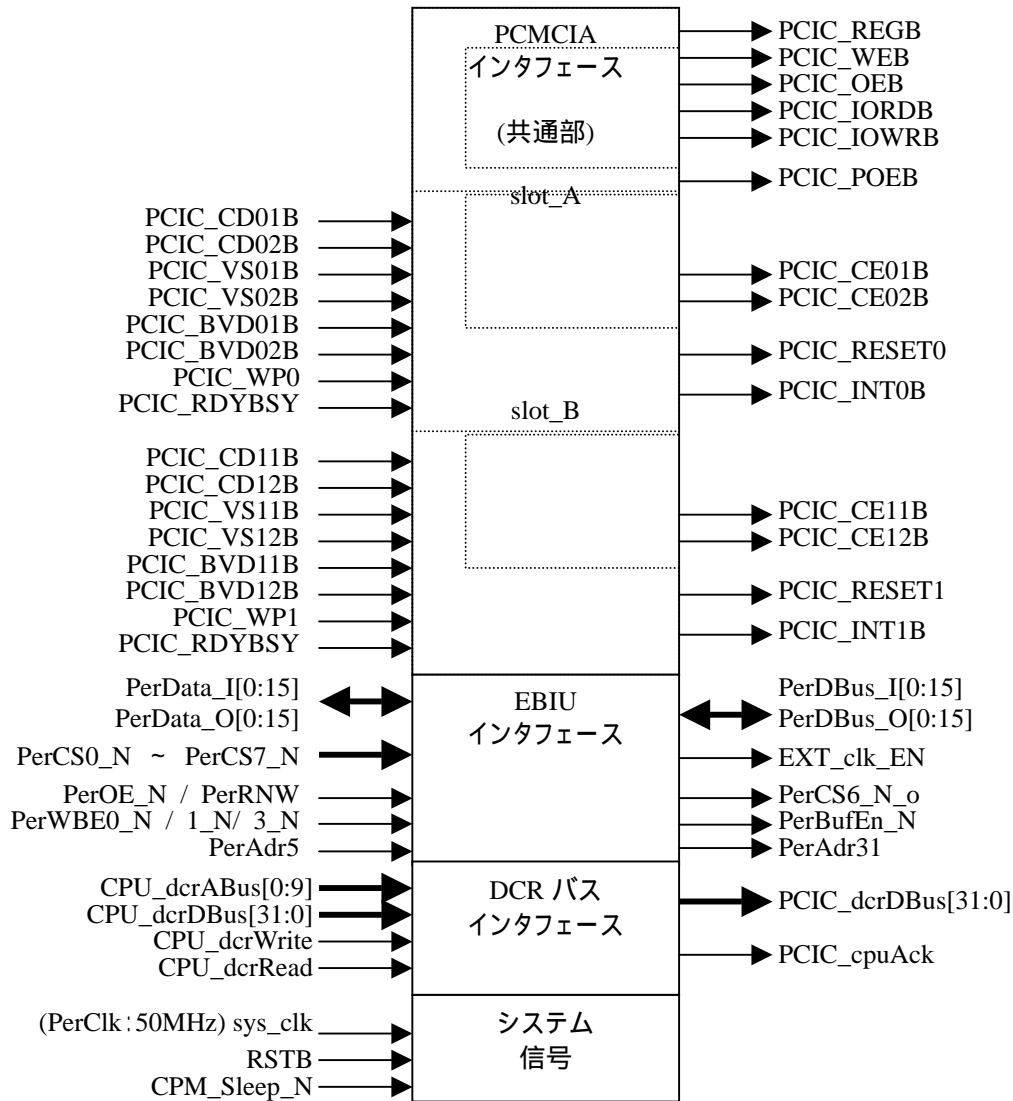 PCMCIA
インタフェース
(共通部)
PCIC_REGB
PCIC_WEB
PCIC_OEB
PCIC_IORDB
PCIC_IOWRB
PCIC_POEB
slot_A
PCIC_CD01B
PCIC_CD02B
PCIC_VS01B
PCIC_VS02B
PCIC_BVD01B
PCIC_BVD02B
PCIC_WP0
PCIC_RDYBSY
PCIC_CE01B
PCIC_CE02B
PCIC_RESET0
PCIC_INT0B
slot_B
PCIC_CD11B
PCIC_CD12B
PCIC_VS11B
PCIC_VS12B
PCIC_BVD11B
PCIC_BVD12B
PCIC_WP1
PCIC_RDYBSY
PCIC_CE11B
PCIC_CE12B
PCIC_RESET1
PCIC_INT1B
EBIU
インタフェース
PerData_I[0:15]
PerData_O[0:15]
PerCS0_N ~ PerCS7_N
PerOE_N / PerRNW
PerWBE0_N / 1_N/ 3_N
PerAdr5
PerDBus_I[0:15]
PerDBus_O[0:15]
EXT_clk_EN
PerCS6_N_o
PerBufEn_N
PerAdr31
DCR バス
インタフェース
CPU_dcrABus[0:9]
CPU_dcrDBus[31:0]
CPU_dcrWrite
CPU_dcrRead
PCIC_dcrDBus[31:0]
PCIC_cpuAck
システム
信号
(PerClk:50MHz) sys_clk
RSTB
CPM_Sleep_N